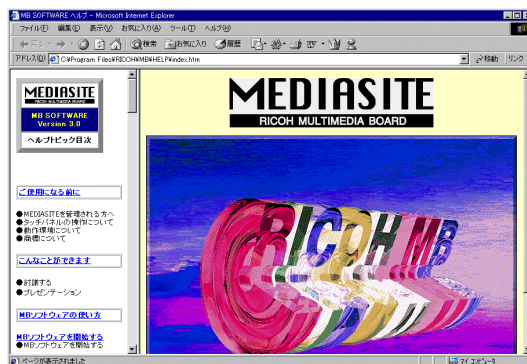 MB SOFTWARE ヘルプ - Microsoft Internet Explorer
ファイル(F) 編集(E) 表示(V) お気に入り(A) ツール(T) ヘルプ(H)
戻る 検索 お気に入り 履歴
アドレス(D) C:¥Program Files¥RICOH¥MB¥HELP¥index.htm 移動 リンク
MEDIASITE
RICOH MULTIMEDIA BOARD
MB SOFTWARE
Version 3.0
ヘルプトピック目次
ご使用になる前に
●MEDIASITEを管理される方へ
●タッチパネルの操作について
●動作環境について
●商標について
こんなことができます
●討議する
●プレゼンテーション
MBソフトウェアの使い方
MBソフトウェアを開始する
●MBソフトウェアを開始する
MEDIASITE
RICOH MULTIMEDIA BOARD
RICOH MB
ページが表示されました
マイ コンピュータ